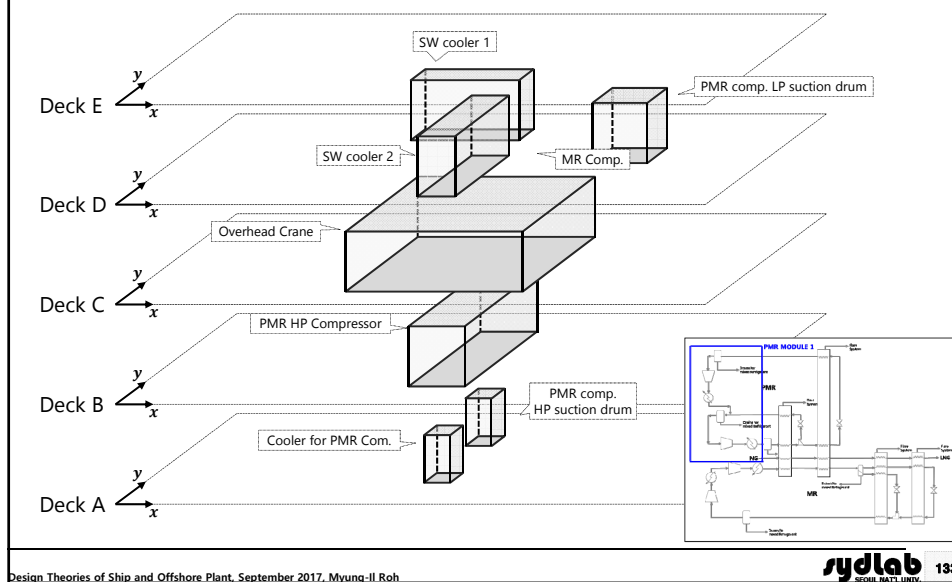 SW cooler 1
y
Deck E
x
PMR comp. LP suction drum
SW cooler 2
MR Comp.
y
Deck D
x
Overhead Crane
y
Deck C
x
PMR HP Compressor
y
Deck B
x
PMR comp.
HP suction drum
Cooler for PMR Com.
y
Deck A
x
PMR MODULE 1
PMR
NG
LNG
MR
Design Theories of Ship and Offshore Plant, September 2017, Myung-Il Roh
sydlab
SEOUL NAT'L UNIV.